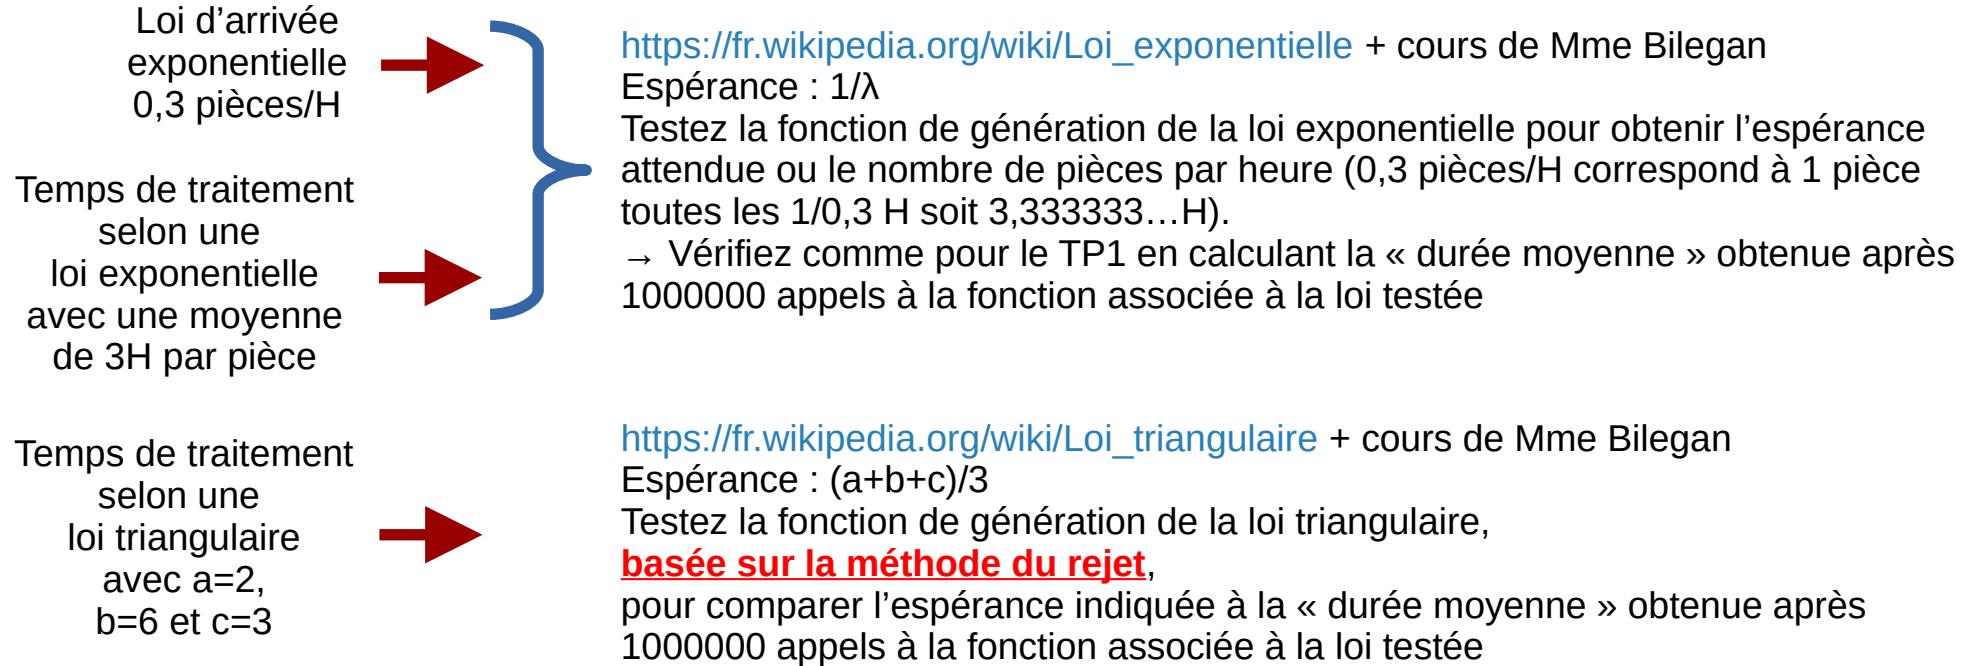 Loi d’arrivée
exponentielle
0,3 pièces/H
https://fr.wikipedia.org/wiki/Loi_exponentielle + cours de Mme Bilegan
Espérance : 1/λ
Testez la fonction de génération de la loi exponentielle pour obtenir l’espérance
attendue ou le nombre de pièces par heure (0,3 pièces/H correspond à 1 pièce
toutes les 1/0,3 H soit 3,333333…H).
→ Vérifiez comme pour le TP1 en calculant la « durée moyenne » obtenue après
1000000 appels à la fonction associée à la loi testée
Temps de traitement
selon une
loi exponentielle
avec une moyenne
de 3H par pièce
Temps de traitement
selon une
loi triangulaire
avec a=2,
b=6 et c=3
https://fr.wikipedia.org/wiki/Loi_triangulaire + cours de Mme Bilegan
Espérance : (a+b+c)/3
Testez la fonction de génération de la loi triangulaire,
basée sur la méthode du rejet,
pour comparer l’espérance indiquée à la « durée moyenne » obtenue après
1000000 appels à la fonction associée à la loi testée